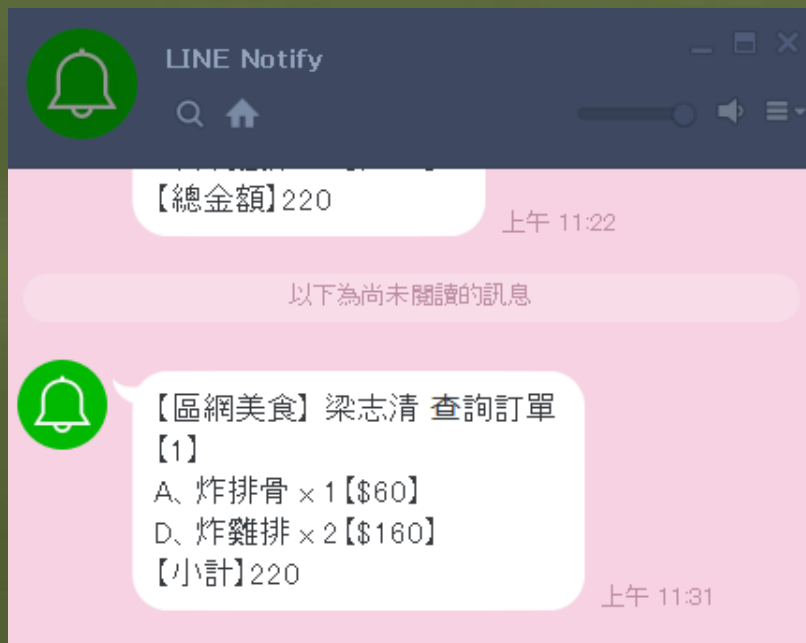 LINE Notify
【總金額】220
上午 11:22
以下為尚未閱讀的訊息
【區網美食】 梁志清 查詢訂單
【1】
A、炸排骨 × 1【$60】
D、炸雞排 × 2【$160】
【小計】220
上午 11:31